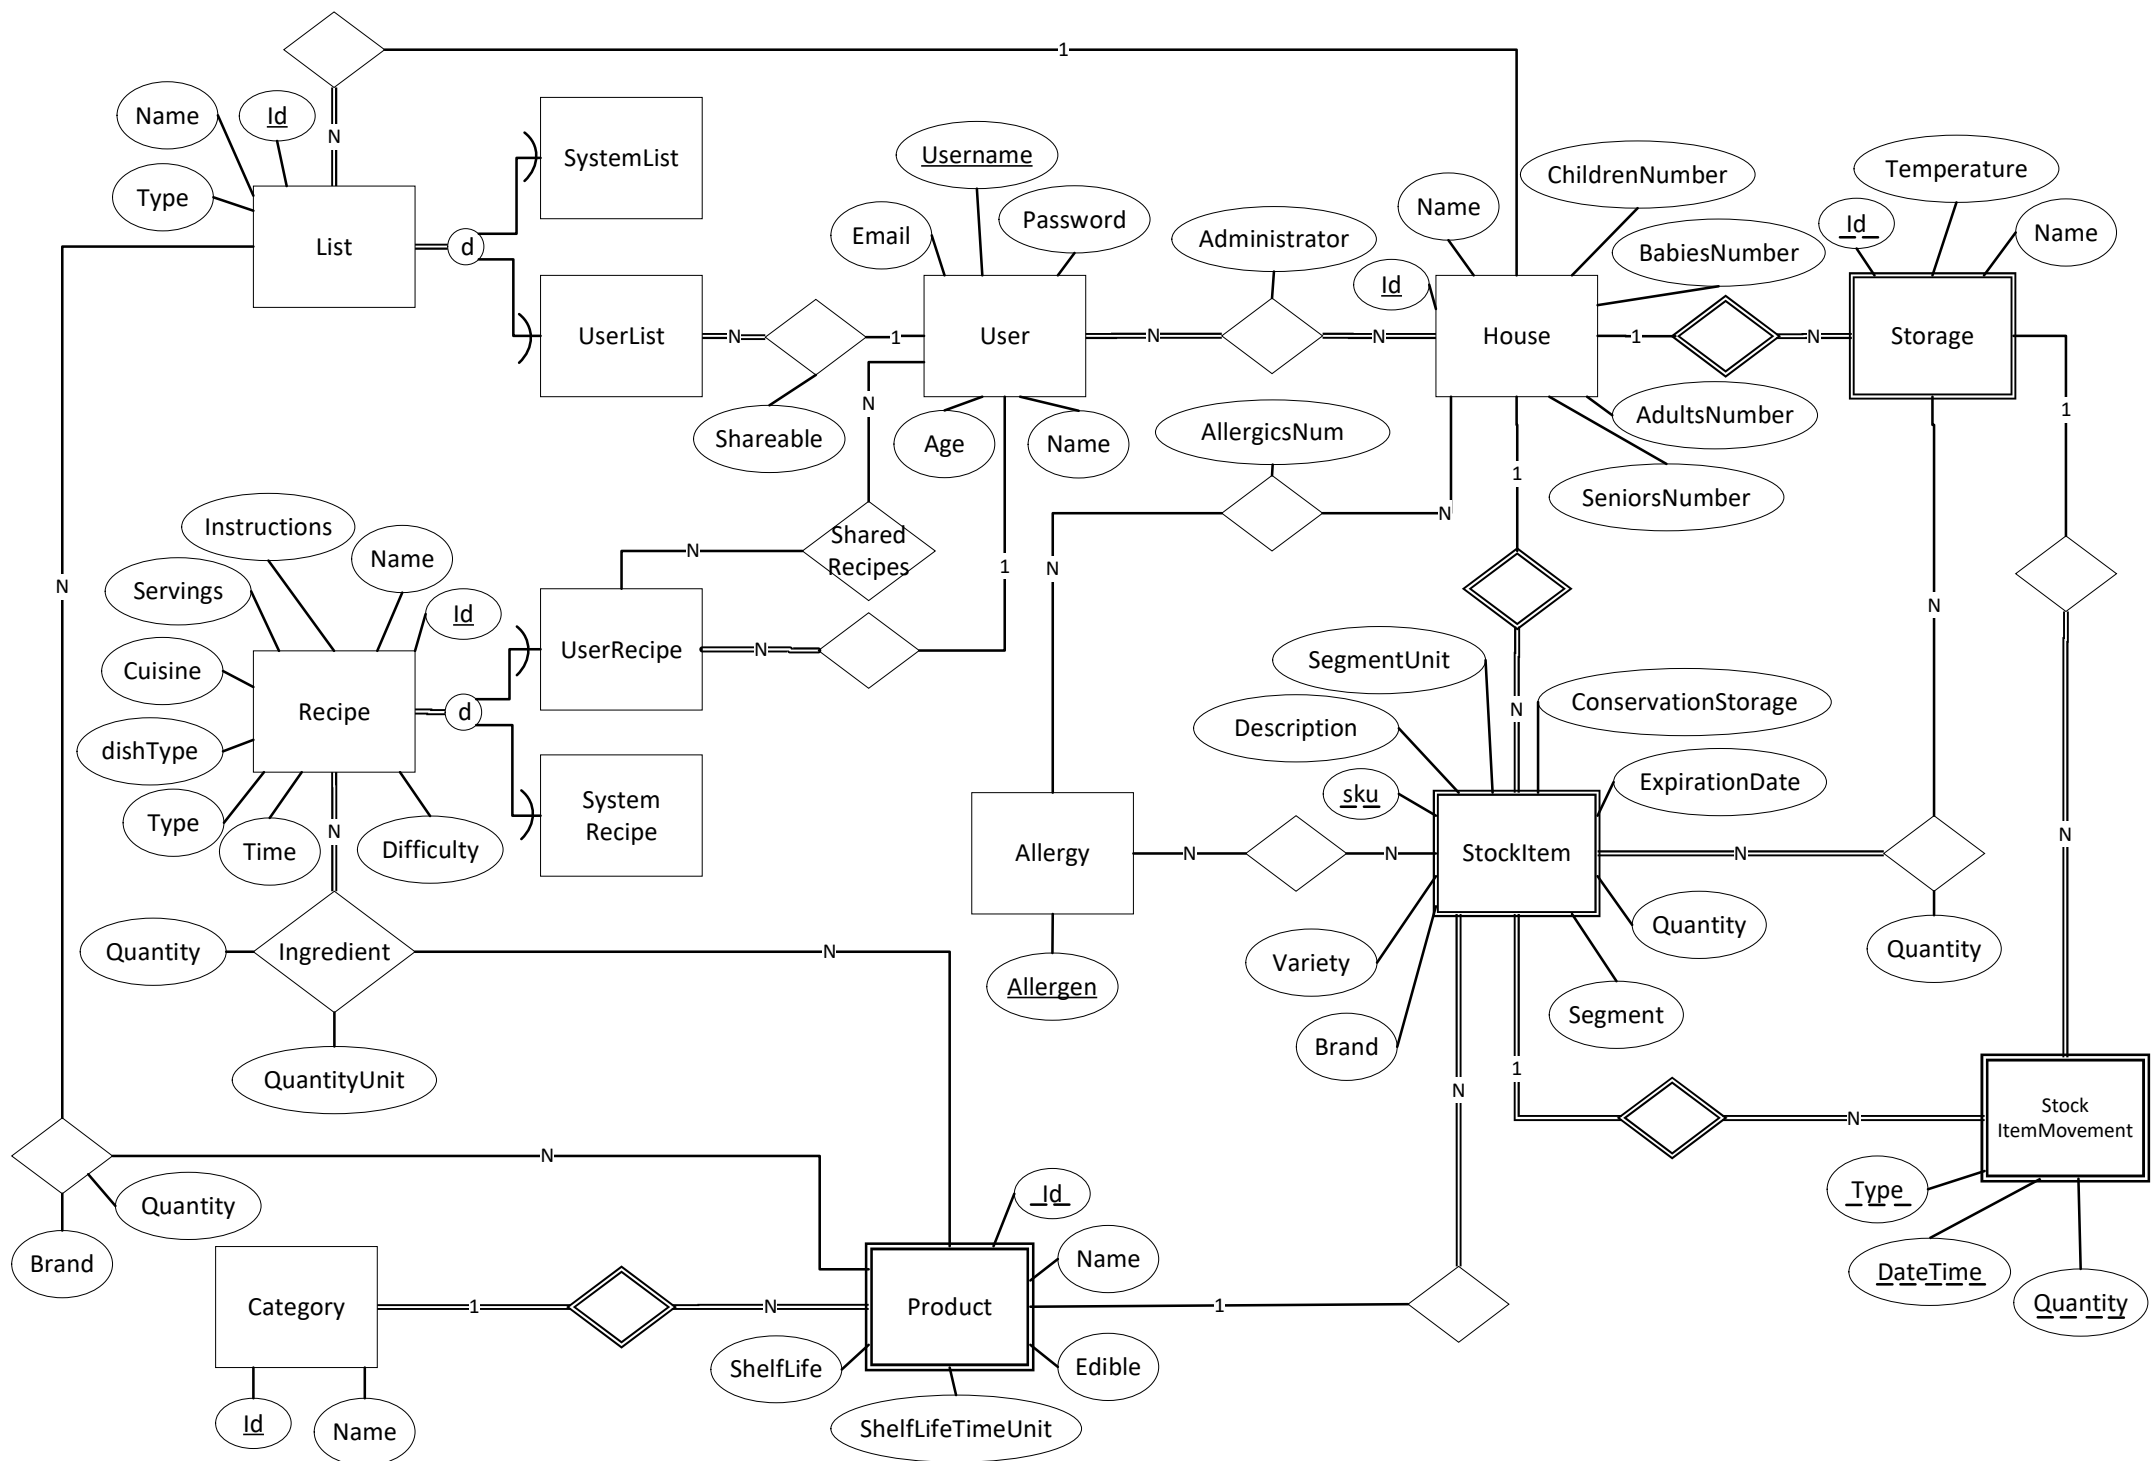 1
Name
Id
N
SystemList
Username
ChildrenNumber
Temperature
Type
Email
Password
Administrator
Name
Id
Name
List
d
BabiesNumber
Id
UserList
N
1
User
N
N
House
1
N
Storage
Shareable
N
Age
Name
AllergicsNum
AdultsNumber
1
1
SeniorsNumber
Instructions
Name
Shared
Recipes
N
N
Servings
Id
1
N
N
N
Cuisine
UserRecipe
N
SegmentUnit
ConservationStorage
Recipe
d
N
Description
dishType
sku
ExpirationDate
Type
Time
N
Difficulty
System
Recipe
Allergy
N
N
StockItem
N
N
Quantity
Ingredient
N
Variety
Quantity
Quantity
Allergen
Segment
QuantityUnit
Brand
1
N
Stock
ItemMovement
N
N
Quantity
Id
Type
Brand
Name
DateTime
Quantity
Category
1
N
Product
1
ShelfLife
Edible
Id
Name
ShelfLifeTimeUnit